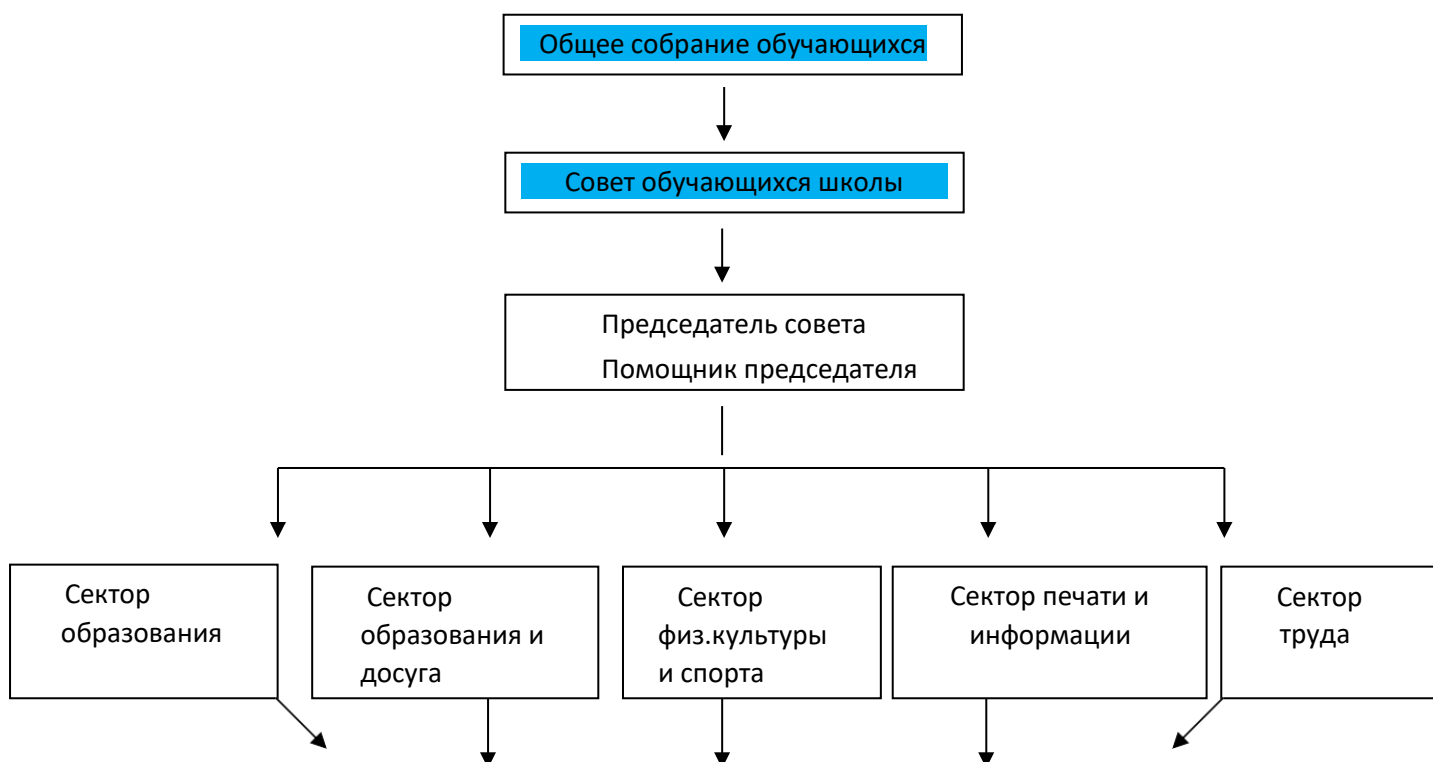 Общее собрание обучающихся
Совет обучающихся школы
Председатель совета
Помощник председателя
Сектор
образования
Сектор
образования и
досуга
Сектор
физ.культуры
и спорта
Сектор печати и
информации
Сектор
труда